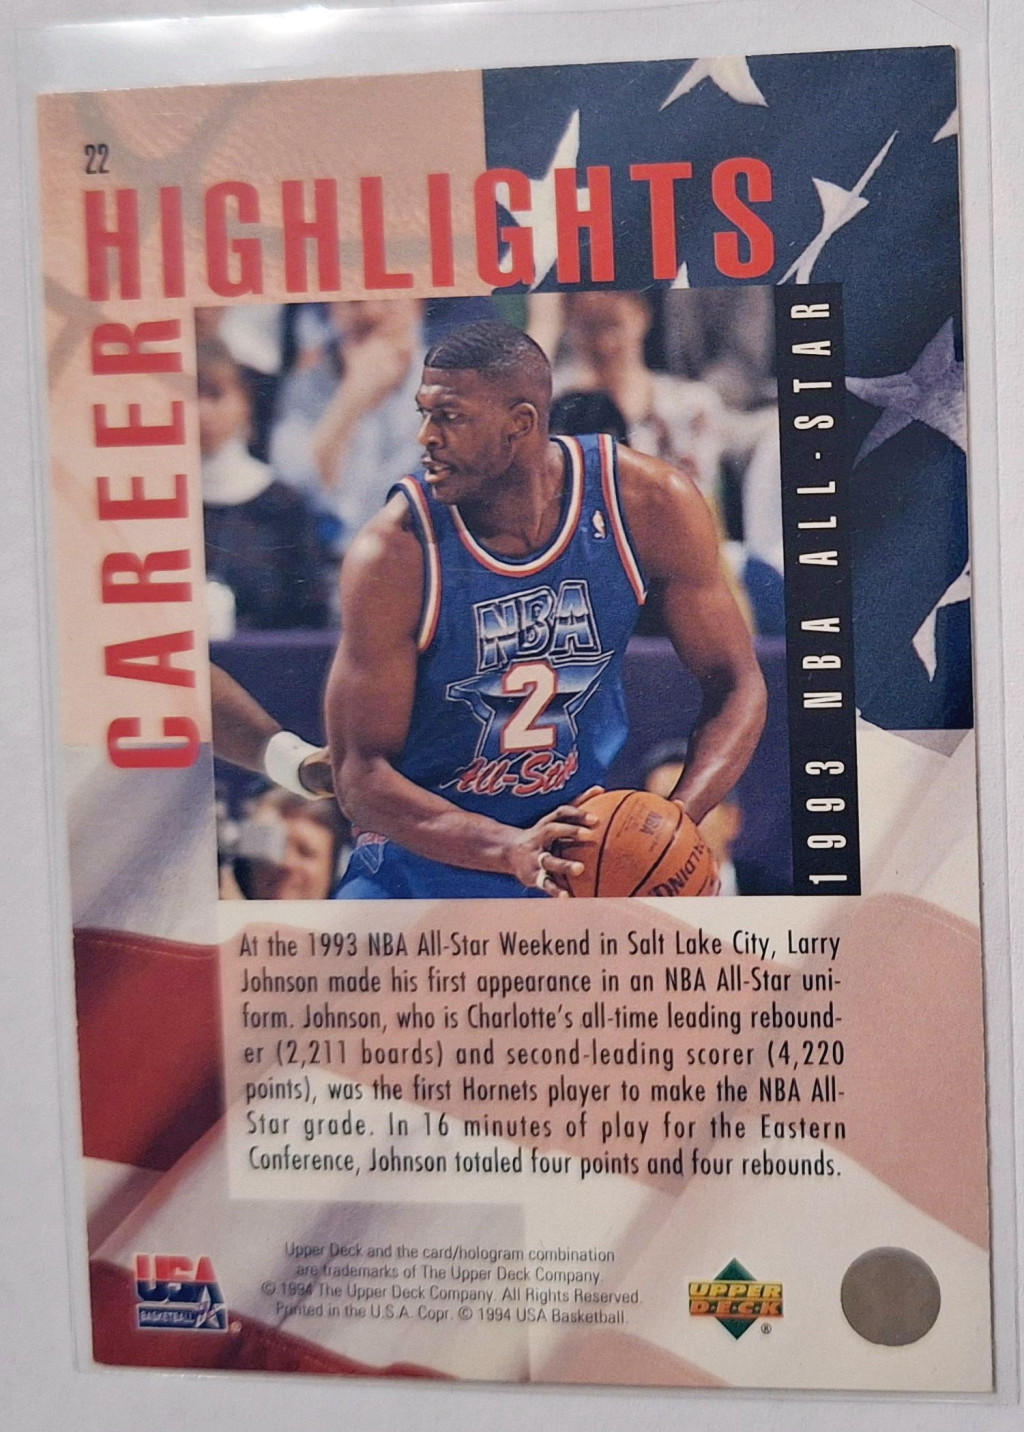 22
HIGHLIGHTS
CAREER
1993 NBA ALL-STAR
NBA
2
All-Star
NBA
SPALDING
At the 1993 NBA All-Star Weekend in Salt Lake City, Larry
Johnson made his first appearance in an NBA All-Star uni-
form. Johnson, who is Charlotte's all-time leading rebound-
er (2,211 boards) and second-leading scorer (4,220
points), was the first Hornets player to make the NBA All-
Star grade. In 16 minutes of play for the Eastern
Conference, Johnson totaled four points and four rebounds.
Upper Deck and the card/hologram combination
are trademarks of The Upper Deck Company.
© 1994 The Upper Deck Company. All Rights Reserved.
Printed in the U.S.A. Copr. © 1994 USA Basketball.
USA
BASKETBALL
®
UPPER
DECK
®